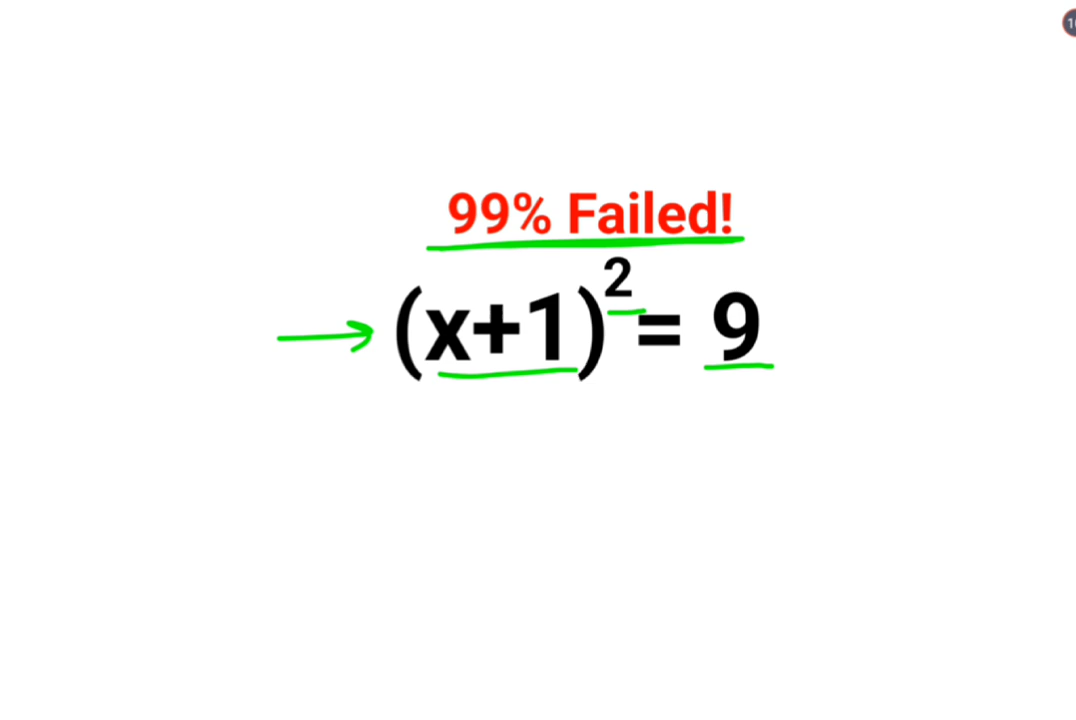 99% Failed!
(x+1)² = 9